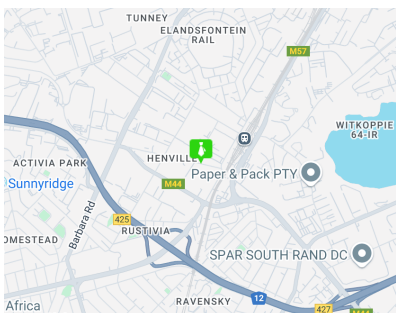 TUNNEY
ELANDSFONTEIN
RAIL
M57
WITKOPPIE
64-IR
HENVILLE
ACTIVIA PARK
Paper & Pack PTY
Sunnyridge
M44
Barbara Rd
425
RUSTIVIA
OMESTEAD
SPAR SOUTH RAND DC
12
RAVENSKY
Africa
427